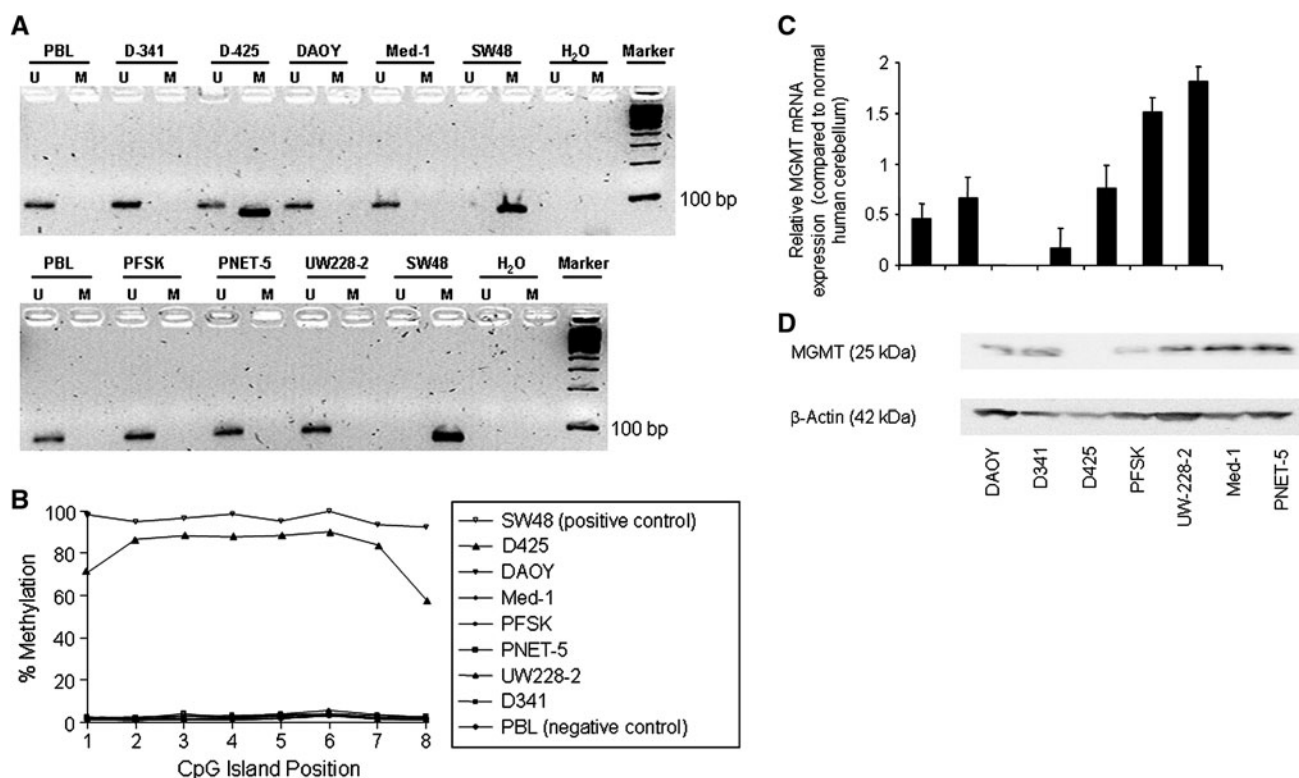 A
PBL D-341 D-425 DAOY Med-1 SW48 H₂O Marker
U M U M U M U M U M U M U M
100 bp
PBL PFSK PNET-5 UW228-2 SW48 H₂O Marker
U M U M U M U M U M U M
100 bp
B
% Methylation
100
80
60
40
20
0
1 2 3 4 5 6 7 8
CpG Island Position
SW48 (positive control)
D425
DAOY
Med-1
PFSK
PNET-5
UW228-2
D341
PBL (negative control)
C
Relative MGMT mRNA
expression (compared to normal
human cerebellum)
2
1.5
1
0.5
0
D
MGMT (25 kDa)
β-Actin (42 kDa)
DAOY
D341
D425
PFSK
UW-228-2
Med-1
PNET-5